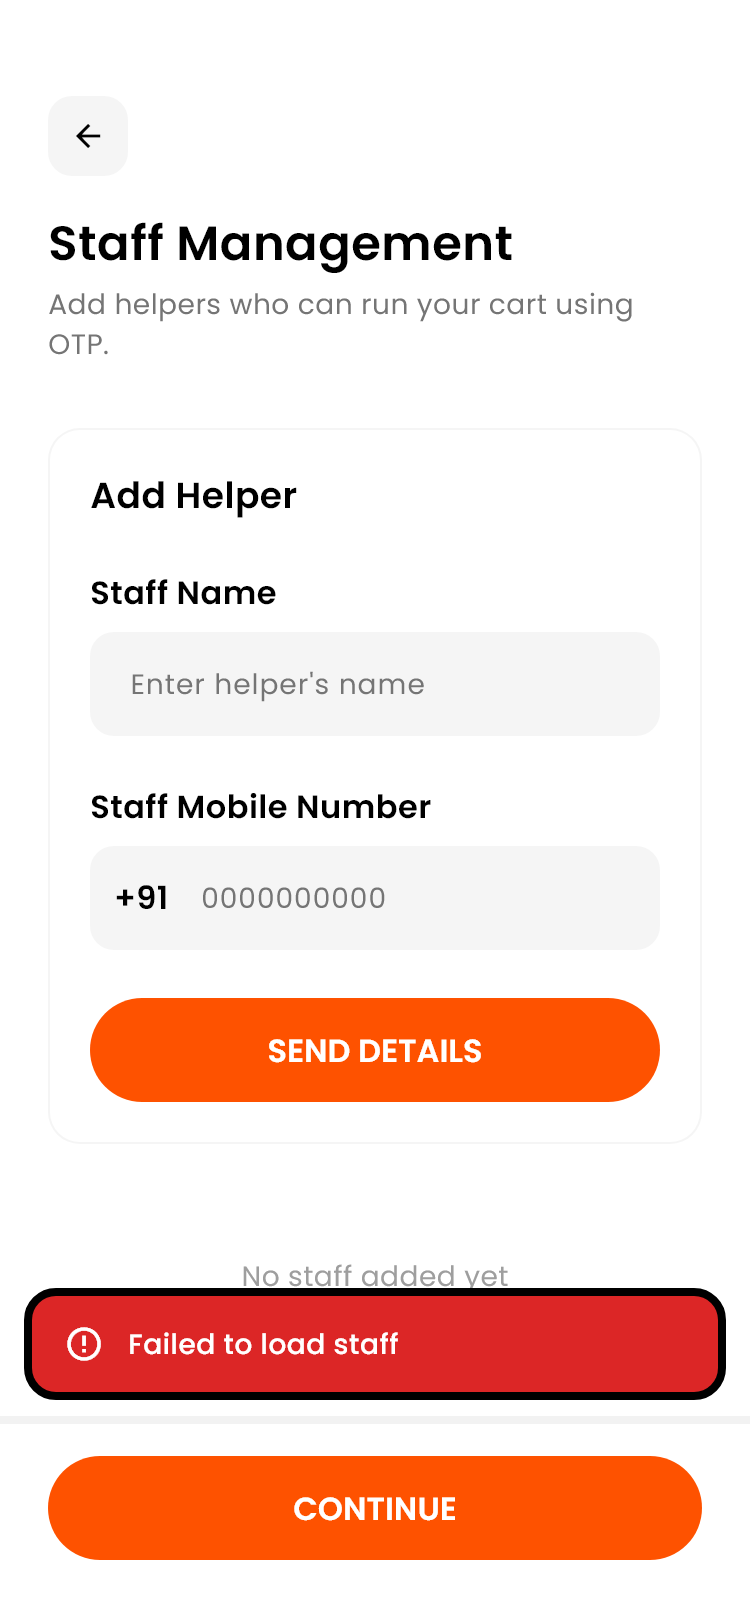 Staff Management
Add helpers who can run your cart using
OTP.
Add Helper
Staff Name
Enter helper's name
Staff Mobile Number
+91 0000000000
SEND DETAILS
No staff added yet
Failed to load staff
CONTINUE